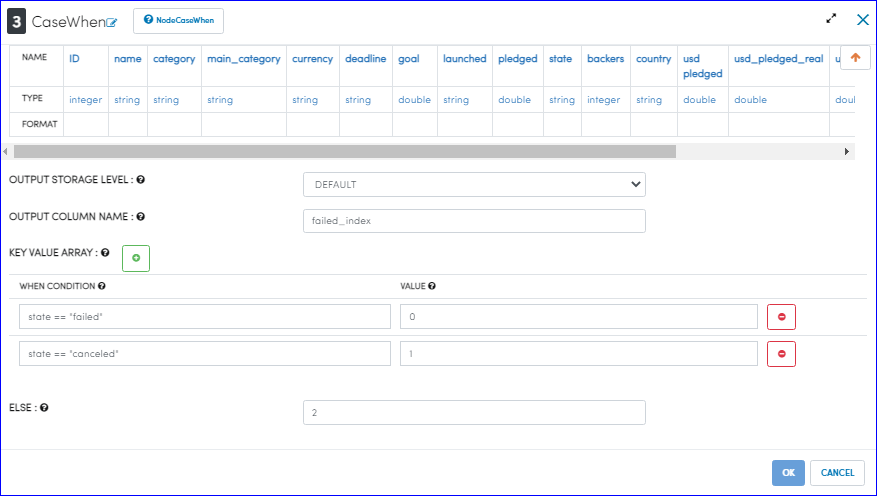 3 CaseWhen NodeCaseWhen
NAME ID name category main_category currency deadline goal launched pledged state backers country usd pledged usd_pledged_real
TYPE integer string string string string string double string double string integer string double double
FORMAT
OUTPUT STORAGE LEVEL :
DEFAULT
OUTPUT COLUMN NAME :
failed_index
KEY VALUE ARRAY :
WHEN CONDITION VALUE
state == "failed" 0
state == "canceled" 1
ELSE :
2
OK CANCEL